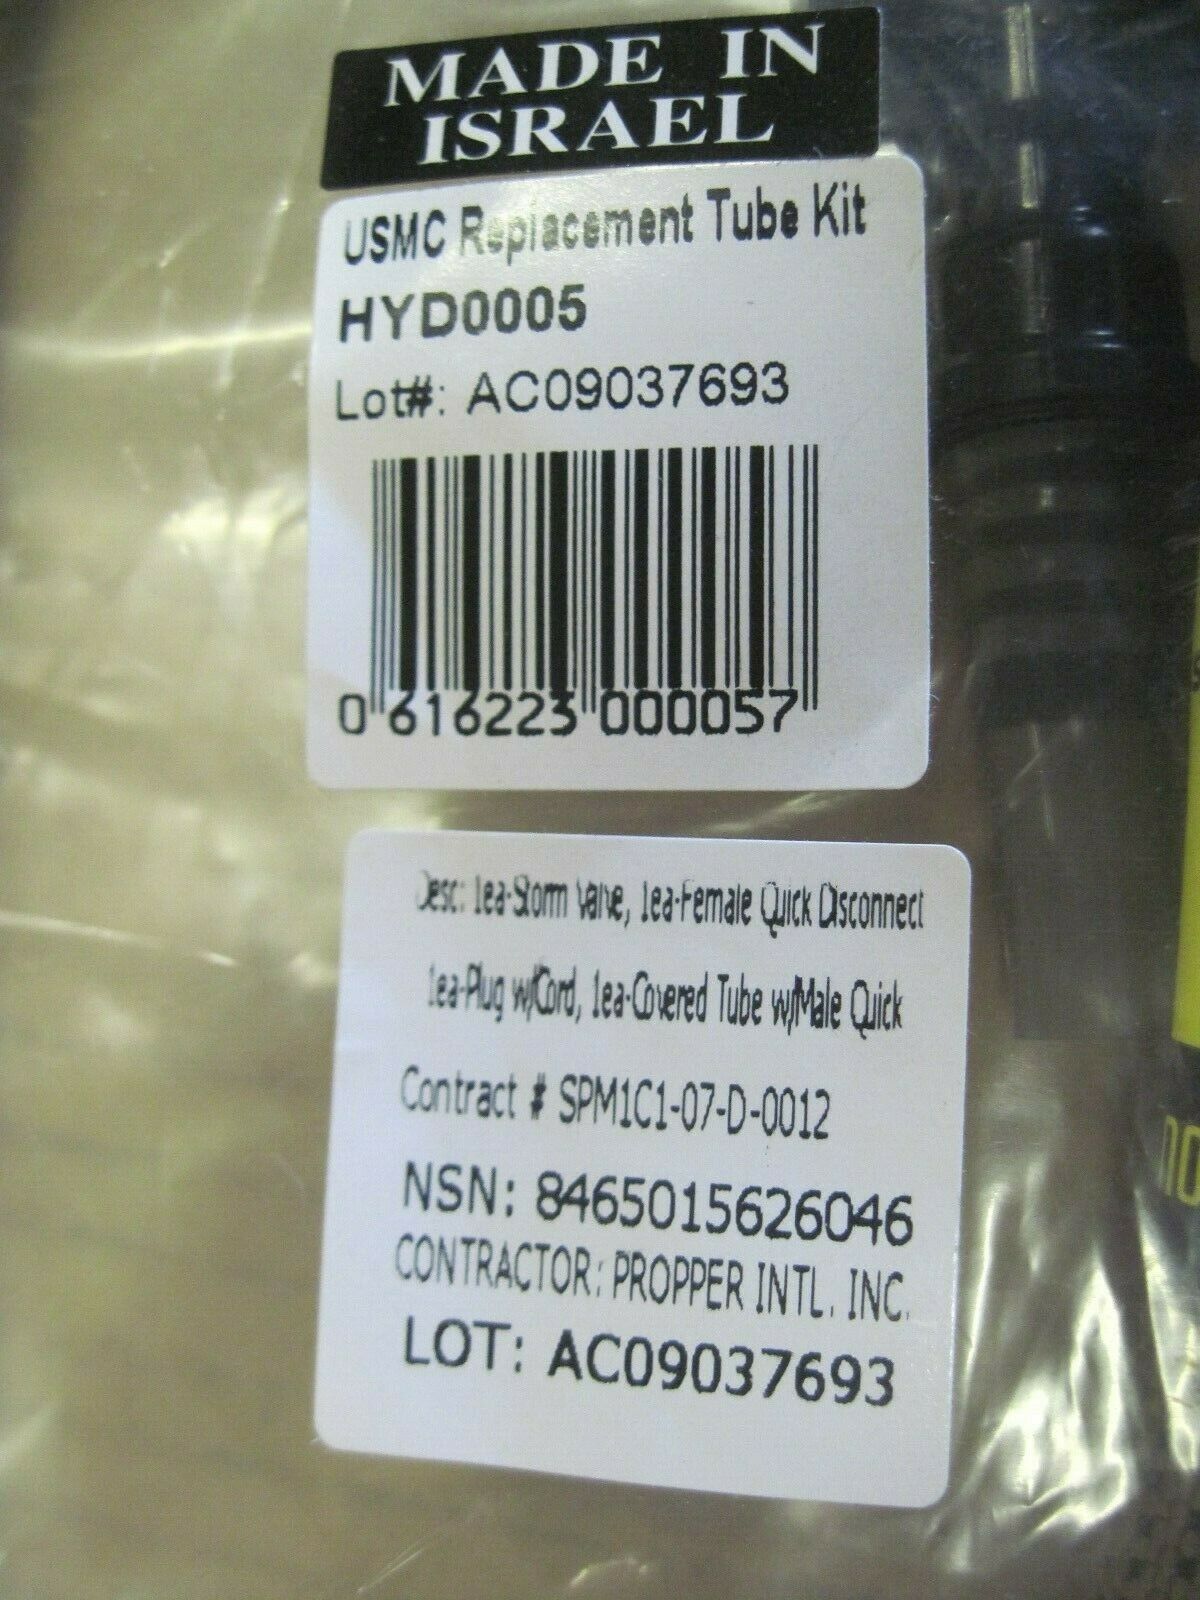 MADE IN
ISRAEL
USMC Replacement Tube Kit
HYD0005
Lot#: AC09037693
0 616223 000057
Desc: 1ea-Storm Valve, 1ea-Female Quick Disconnect
1ea-Plug w/Cord, 1ea-Covered Tube w/Male Quick
Contract # SPM1C1-07-D-0012
NSN: 8465015626046
CONTRACTOR: PROPPER INTL. INC.
LOT: AC09037693